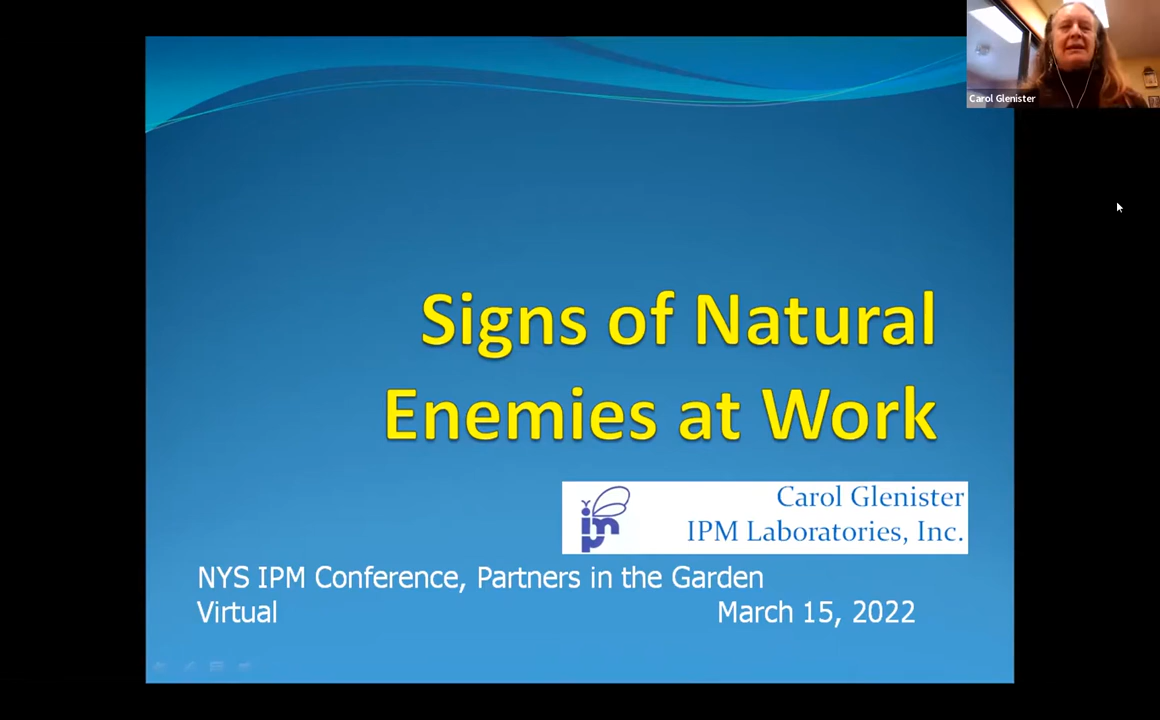 Carol Glenister
Signs of Natural
Enemies at Work
ipm
Carol Glenister
IPM Laboratories, Inc.
NYS IPM Conference, Partners in the Garden
Virtual March 15, 2022